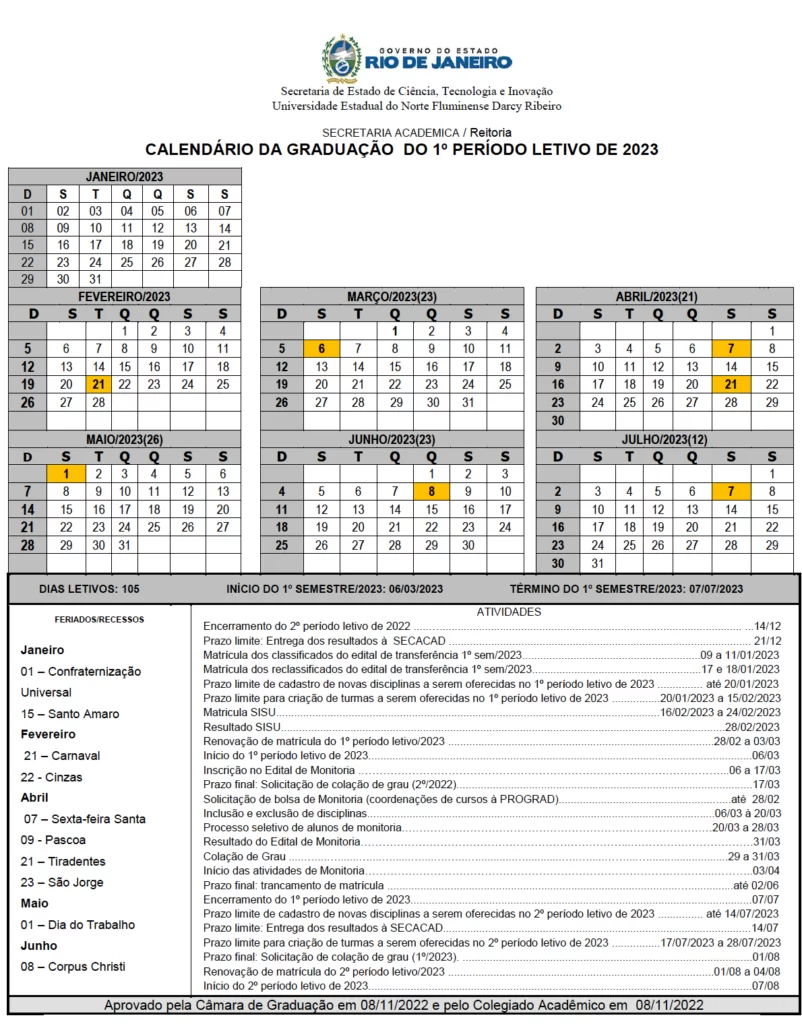 GOVERNO DO ESTADO
RIO DE JANEIRO
Secretaria de Estado de Ciência, Tecnologia e Inovação
Universidade Estadual do Norte Fluminense Darcy Ribeiro
SECRETARIA ACADEMICA / Reitoria
CALENDÁRIO DA GRADUAÇÃO DO 1º PERÍODO LETIVO DE 2023
JANEIRO/2023
D S T Q Q S S
01 02 03 04 05 06 07
08 09 10 11 12 13 14
15 16 17 18 19 20 21
22 23 24 25 26 27 28
29 30 31
FEVEREIRO/2023
D S T Q Q S S
1 2 3 4
5 6 7 8 9 10 11
12 13 14 15 16 17 18
19 20 21 22 23 24 25
26 27 28
MARÇO/2023(23)
D S T Q Q S S
1 2 3 4
5 6 7 8 9 10 11
12 13 14 15 16 17 18
19 20 21 22 23 24 25
26 27 28 29 30 31
ABRIL/2023(21)
D S T Q Q S S
1
2 3 4 5 6 7 8
9 10 11 12 13 14 15
16 17 18 19 20 21 22
23 24 25 26 27 28 29
30
MAIO/2023(26)
D S T Q Q S S
1 2 3 4 5 6
7 8 9 10 11 12 13
14 15 16 17 18 19 20
21 22 23 24 25 26 27
28 29 30 31
JUNHO/2023(23)
D S T Q Q S S
1 2 3
4 5 6 7 8 9 10
11 12 13 14 15 16 17
18 19 20 21 22 23 24
25 26 27 28 29 30
JULHO/2023(12)
D S T Q Q S S
1
2 3 4 5 6 7 8
9 10 11 12 13 14 15
16 17 18 19 20 21 22
23 24 25 26 27 28 29
30 31
DIAS LETIVOS: 105 INÍCIO DO 1º SEMESTRE/2023: 06/03/2023 TÉRMINO DO 1º SEMESTRE/2023: 07/07/2023
FERIADOS/RECESSOS
Janeiro
01 – Confraternização
Universal
15 – Santo Amaro
Fevereiro
21 – Carnaval
22 - Cinzas
Abril
07 – Sexta-feira Santa
09 - Pascoa
21 – Tiradentes
23 – São Jorge
Maio
01 – Dia do Trabalho
Junho
08 – Corpus Christi
ATIVIDADES
Encerramento do 2º período letivo de 2022 ... 14/12
Prazo limite: Entrega dos resultados à SECACAD ... 21/12
Matrícula dos classificados do edital de transferência 1º sem/2023...09 a 11/01/2023
Matrícula dos reclassificados do edital de transferência 1º sem/2023...17 e 18/01/2023
Prazo limite de cadastro de novas disciplinas a serem oferecidas no 1º período letivo de 2023 ... até 20/01/2023
Prazo limite para criação de turmas a serem oferecidas no 1º período letivo de 2023 ...20/01/2023 a 15/02/2023
Matricula SISU...16/02/2023 a 24/02/2023
Resultado SISU...28/02/2023
Renovação de matrícula do 1º período letivo/2023 ...28/02 a 03/03
Início do 1º período letivo de 2023...06/03
Inscrição no Edital de Monitoria ...06 a 17/03
Prazo final: Solicitação de colação de grau (2º/2022)...17/03
Solicitação de bolsa de Monitoria (coordenações de cursos à PROGRAD)...até 28/02
Inclusão e exclusão de disciplinas...06/03 à 20/03
Processo seletivo de alunos de monitoria...20/03 a 28/03
Resultado do Edital de Monitoria...31/03
Colação de Grau ...29 a 31/03
Início das atividades de Monitoria...03/04
Prazo final: trancamento de matrícula ...até 02/06
Encerramento do 1º período letivo de 2023...07/07
Prazo limite de cadastro de novas disciplinas a serem oferecidas no 2º período letivo de 2023 ... até 14/07/2023
Prazo limite: Entrega dos resultados à SECACAD...14/07
Prazo limite para criação de turmas a serem oferecidas no 2º período letivo de 2023 ...17/07/2023 a 28/07/2023
Prazo final: Solicitação de colação de grau (1º/2023). ...01/08
Renovação de matrícula do 2º período letivo/2023 ...01/08 a 04/08
Início do 2º período letivo de 2023...07/08
Aprovado pela Câmara de Graduação em 08/11/2022 e pelo Colegiado Acadêmico em 08/11/2022